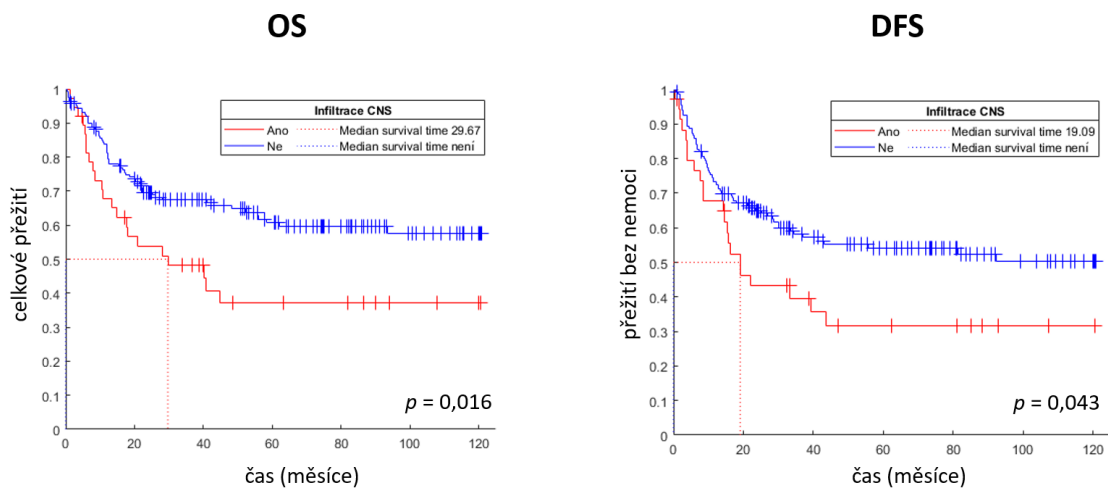 OS
Infiltrace CNS
Ano Median survival time 29.67
Ne Median survival time není
1
0.9
0.8
0.7
0.6
0.5
0.4
0.3
0.2
0.1
0
celkové přežití
p = 0,016
0 20 40 60 80 100 120
čas (měsíce)
DFS
Infiltrace CNS
Ano Median survival time 19.09
Ne Median survival time není
1
0.9
0.8
0.7
0.6
0.5
0.4
0.3
0.2
0.1
0
přežití bez nemoci
p = 0,043
0 20 40 60 80 100 120
čas (měsíce)